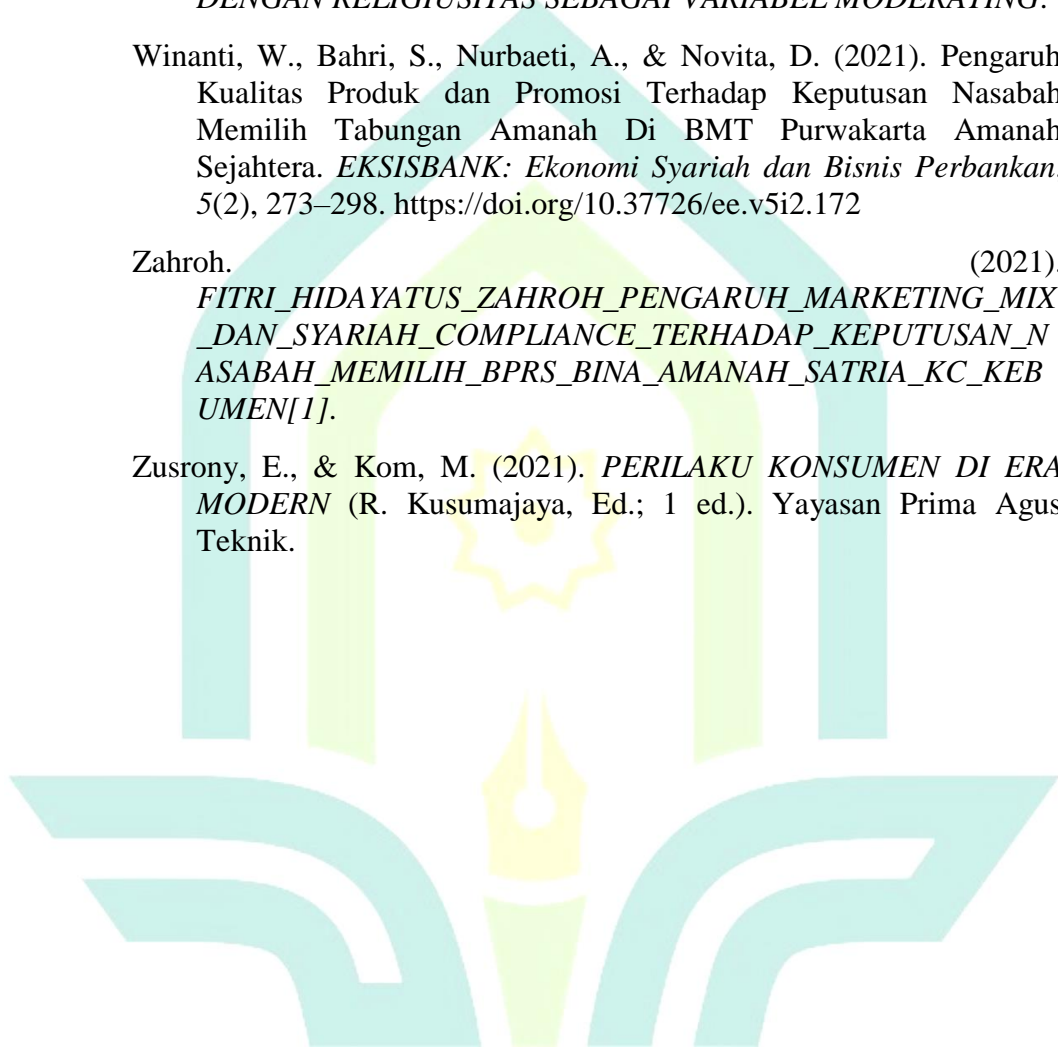 DENGAN RELIGIUSITAS SEBAGAI VARIABEL MODERATING.
Winanti, W., Bahri, S., Nurbaeti, A., & Novita, D. (2021). Pengaruh
Kualitas Produk dan Promosi Terhadap Keputusan Nasabah
Memilih Tabungan Amanah Di BMT Purwakarta Amanah
Sejahtera. EKSISBANK: Ekonomi Syariah dan Bisnis Perbankan,
5(2), 273–298. https://doi.org/10.37726/ee.v5i2.172
Zahroh. (2021).
FITRI_HIDAYATUS_ZAHROH_PENGARUH_MARKETING_MIX
_DAN_SYARIAH_COMPLIANCE_TERHADAP_KEPUTUSAN_N
ASABAH_MEMILIH_BPRS_BINA_AMANAH_SATRIA_KC_KEB
UMEN[1].
Zusrony, E., & Kom, M. (2021). PERILAKU KONSUMEN DI ERA
MODERN (R. Kusumajaya, Ed.; 1 ed.). Yayasan Prima Agus
Teknik.